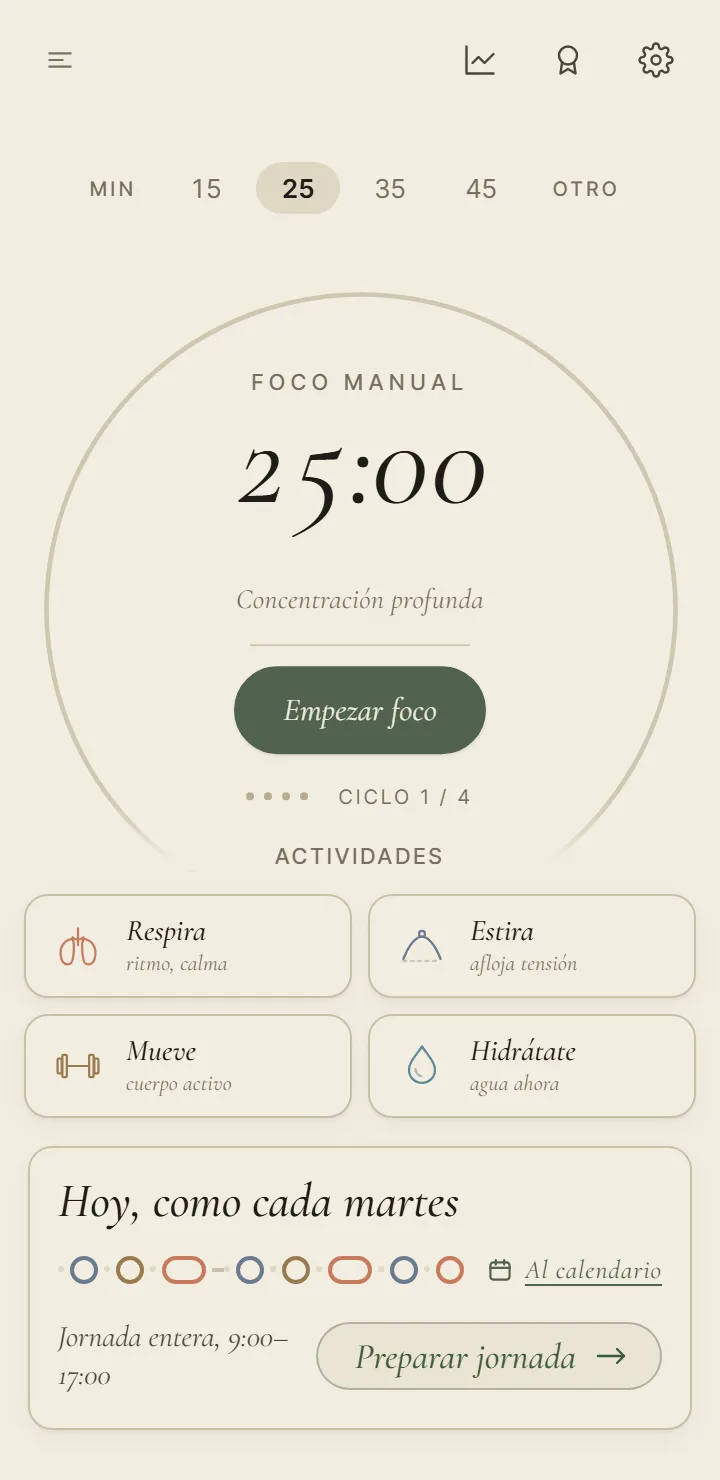 MIN 15 25 35 45 OTRO
FOCO MANUAL
25:00
Concentración profunda
Empezar foco
CICLO 1 / 4
ACTIVIDADES
Respira
ritmo, calma
Estira
afloja tensión
Mueve
cuerpo activo
Hidrátate
agua ahora
Hoy, como cada martes
Al calendario
Jornada entera, 9:00–
17:00
Preparar jornada